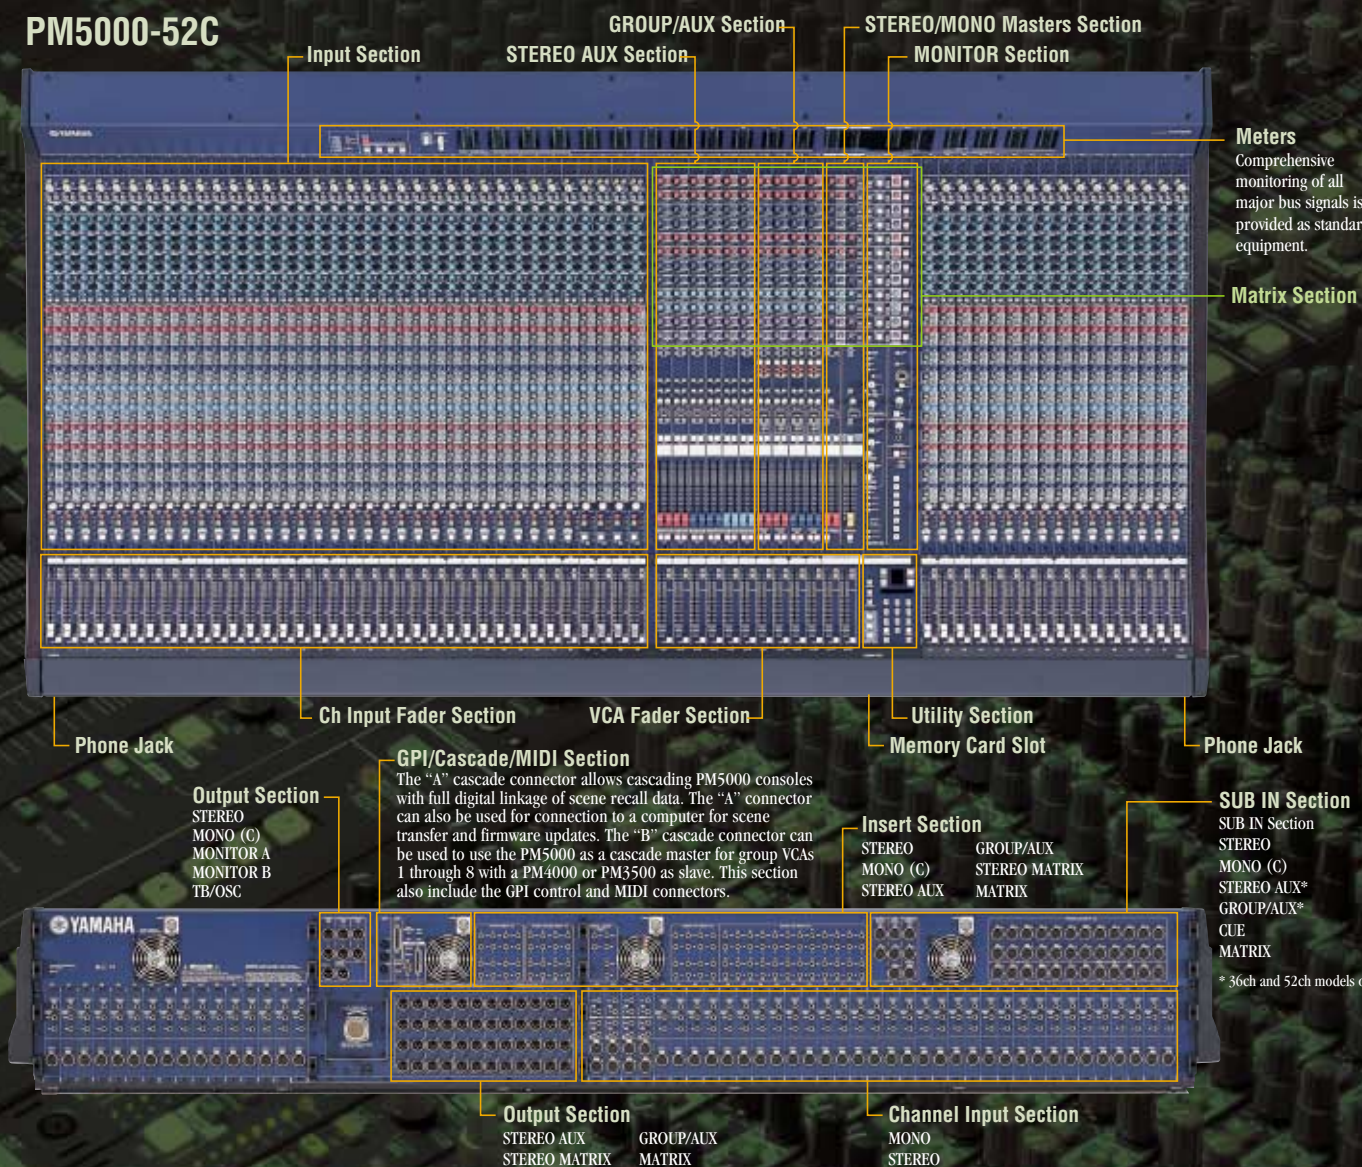 PM5000-52C
GROUP/AUX Section
STEREO/MONO Masters Section
Input Section
STEREO AUX Section
MONITOR Section
YAMAHA
Meters
Comprehensive
monitoring of all
major bus signals is
provided as
equipment.
Matrix Section
Ch Input Fader Section
VCA Fader Section
Utility Section
Phone Jack
Memory Card Slot
Phone Jack
GPI/Cascade/MIDI Section
The “A” cascade connector allows cascading PM5000 consoles
with full digital linkage of scene recall data. The “A” connector
can also be used for connection to a computer for scene
transfer and firmware updates. The “B” cascade connector can
be used to use the PM5000 as a cascade master for group VCAs
1 through 8 with a PM4000 or PM3500 as slave. This section
also include the GPI control and MIDI connectors.
Output Section
STEREO
MONO (C)
MONITOR A
MONITOR B
TB/OSC
Insert Section
STEREO GROUP/AUX
MONO (C) STEREO MATRIX
STEREO AUX MATRIX
SUB IN Section
SUB IN Section
STEREO
MONO (C)
STEREO AUX*
GROUP/AUX*
CUE
MATRIX
* 36ch and 52ch models
YAMAHA
Output Section
STEREO AUX GROUP/AUX
STEREO MATRIX MATRIX
Channel Input Section
MONO
STEREO